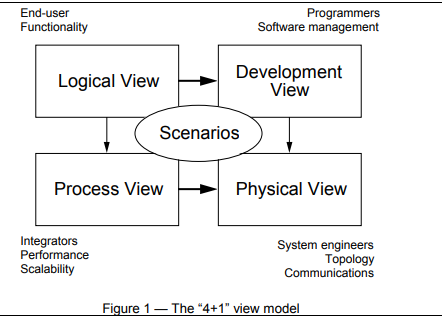 End-user
Functionality
Programmers
Software management
Logical View
Development
View
Scenarios
Process View
Physical View
Integrators
Performance
Scalability
System engineers
Topology
Communications
Figure 1 — The “4+1” view model